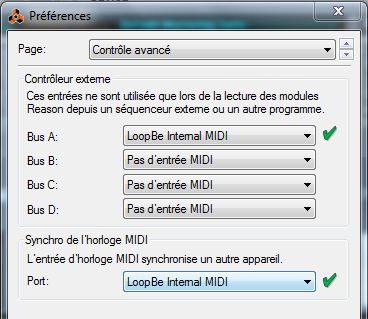 Préférences
Page: Contrôle avancé
Contrôleur externe
Ces entrées ne sont utilisée que lors de la lecture des modules
Reason depuis un séquenceur externe ou un autre programme.
Bus A: LoopBe Internal MIDI
Bus B: Pas d'entrée MIDI
Bus C: Pas d'entrée MIDI
Bus D: Pas d'entrée MIDI
Synchro de l'horloge MIDI
L'entrée d'horloge MIDI synchronise un autre appareil.
Port: LoopBe Internal MIDI